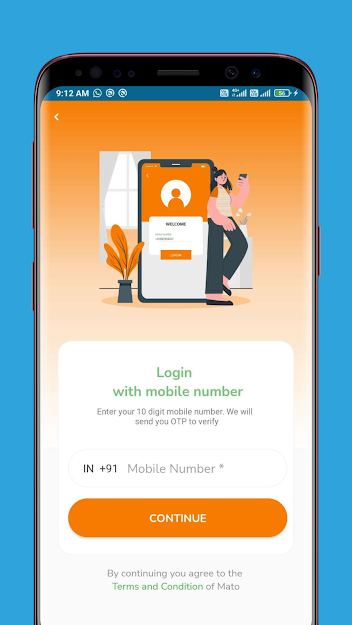 9:12 AM
56
WELCOME
LOGIN
Login
with mobile number
Enter your 10 digit mobile number. We will
send you OTP to verify
IN +91 Mobile Number *
CONTINUE
By continuing you agree to the
Terms and Condition of Mato